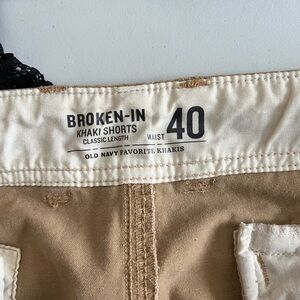 BROKEN-IN
KHAKI SHORTS
CLASSIC LENGTH
WAIST 40
OLD NAVY FAVORITE KHAKIS